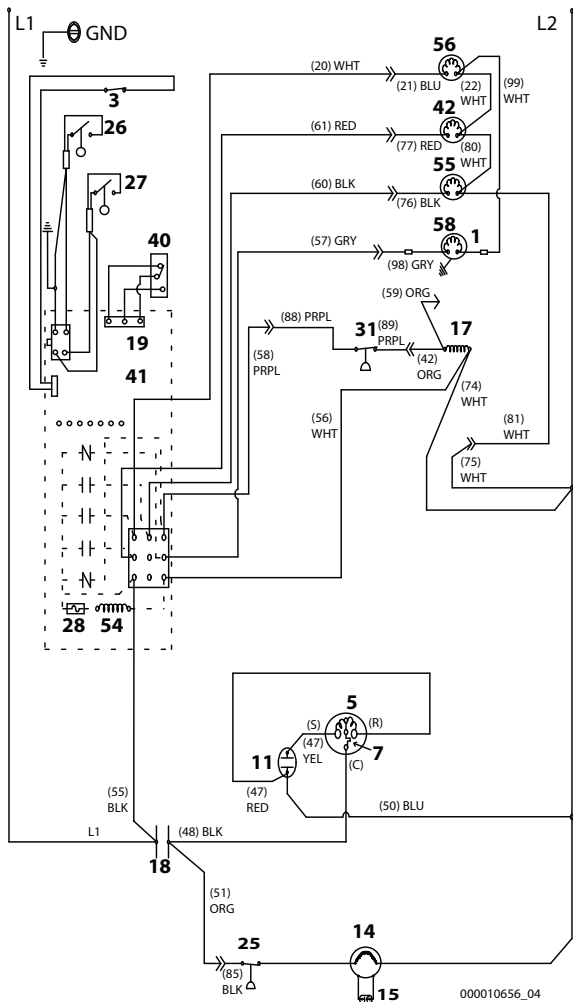 L1
GND
L2
56
(20) WHT
(21) BLU
(22)
WHT
(99)
WHT
3
26
42
(61) RED
(77) RED
(80)
WHT
27
55
(60) BLK
(76) BLK
40
58
1
(57) GRY
(98) GRY
(59) ORG
19
(88) PRPL
31
(89)
PRPL
17
41
(58)
PRPL
(42)
ORG
(74)
WHT
(56)
WHT
(81)
WHT
(75)
WHT
28
54
5
(S)
(R)
(47)
YEL
7
11
(C)
(55)
BLK
(47)
RED
(50) BLU
L1
(48) BLK
18
(51)
ORG
25
14
(85)
BLK
15
000010656_04